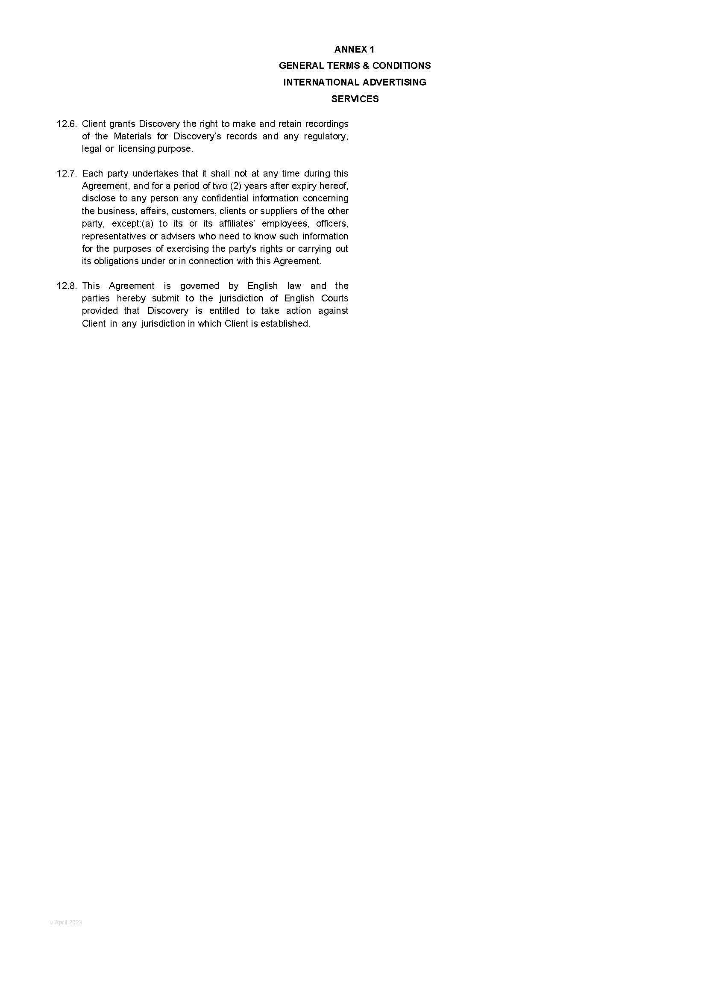 ANNEX 1
GENERAL TERMS & CONDITIONS
INTERNATIONAL ADVERTISING
SERVICES
12.6. Client grants Discovery the right to make and retain recordings
of the Materials for Discovery’s records and any regulatory,
legal or licensing purpose.
12.7. Each party undertakes that it shall not at any time during this
Agreement, and for a period of two (2) years after expiry hereof,
disclose to any person any confidential information concerning
the business, affairs, customers, clients or suppliers of the other
party, except:(a) to its or its affiliates’ employees, officers,
representatives or advisers who need to know such information
for the purposes of exercising the party's rights or carrying out
its obligations under or in connection with this Agreement.
12.8. This Agreement is governed by English law and the
parties hereby submit to the jurisdiction of English Courts
provided that Discovery is entitled to take action against
Client in any jurisdiction in which Client is established.
v April 2023